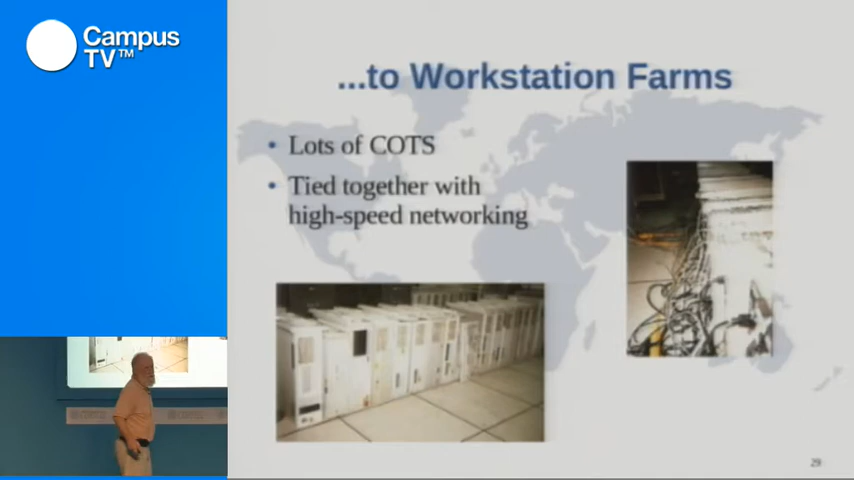 Campus
TV™
...to Workstation Farms
• Lots of COTS
• Tied together with
high-speed networking
29